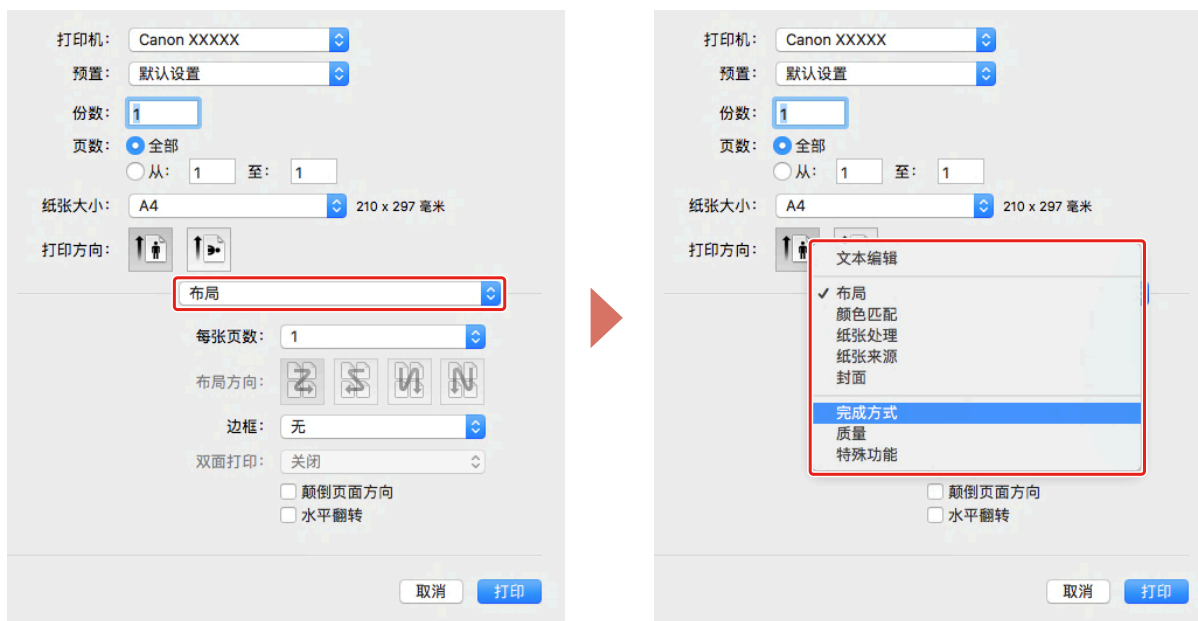 打印机: Canon XXXXX
预置: 默认设置
份数: 1
页数: 全部
从: 1 至: 1
纸张大小: A4 210 x 297 毫米
打印方向:
布局
每张页数: 1
布局方向:
边框: 无
双面打印: 关闭
颠倒页面方向
水平翻转
取消 打印
打印机: Canon XXXXX
预置: 默认设置
份数: 1
页数: 全部
从: 1 至: 1
纸张大小: A4 210 x 297 毫米
打印方向:
文本编辑
✓ 布局
颜色匹配
纸张处理
纸张来源
封面
完成方式
质量
特殊功能
颠倒页面方向
水平翻转
取消 打印